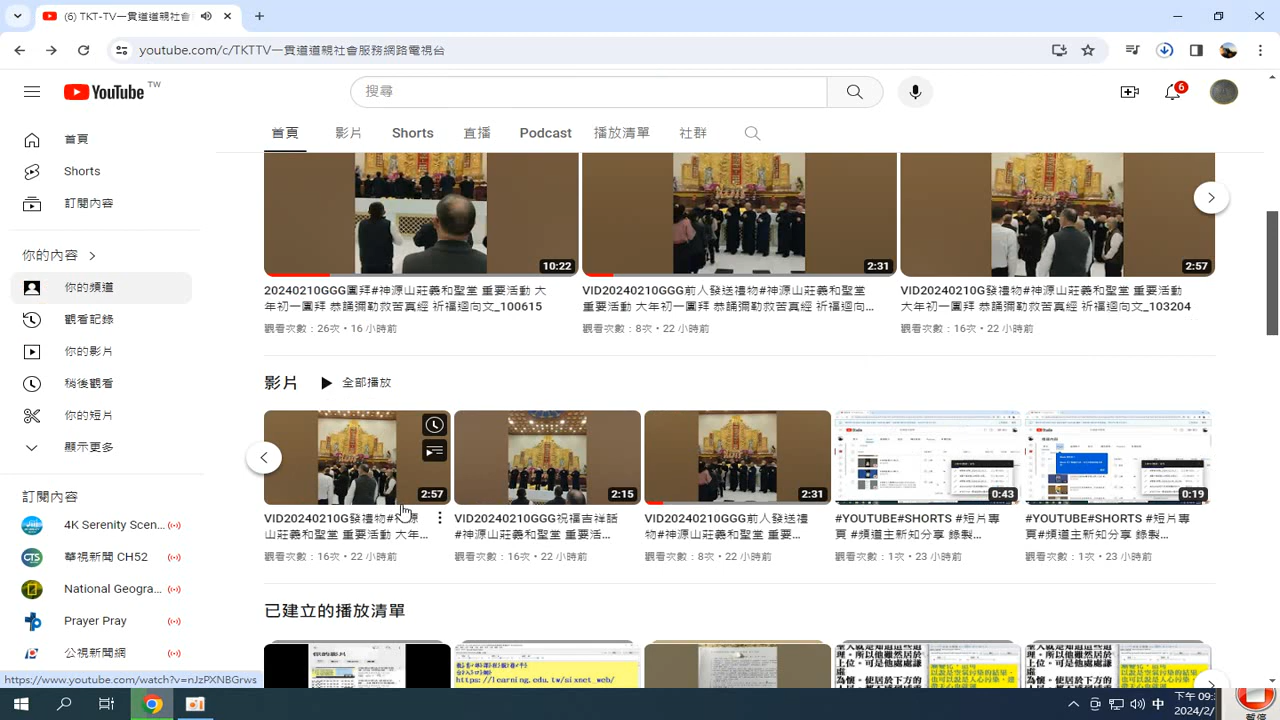 (6) TKT-TV一貫道道親社會
youtube.com/c/TKTTV一貫道道親社會服務網路電視台
YouTube TW
搜尋
6
首頁
影片
Shorts
直播
Podcast
播放清單
社群
首頁
Shorts
訂閱內容
你的內容
你的頻道
觀看記錄
你的影片
稍後觀看
你的短片
顯示更多
訂閱內容
4K Serenity Scen...
CTS 華視新聞 CH52
National Geogra...
Prayer Pray
公視新聞網
10:22
2:31
2:57
20240210GGG團拜#神源山莊義和聖堂 重要活動 大
年初一團拜 恭誦彌勒救苦真經 祈福迴向文_100615
觀看次數：26次・16 小時前
VID20240210GGG前人發送禮物#神源山莊義和聖堂
重要活動 大年初一團拜 恭誦彌勒救苦真經 祈福迴向...
觀看次數：8次・22 小時前
VID20240210G發禮物#神源山莊義和聖堂 重要活動
大年初一團拜 恭誦彌勒救苦真經 祈福迴向文_103204
觀看次數：16次・22 小時前
影片
全部播放
2:57
2:15
2:31
0:43
0:19
VID20240210G發禮物#神源
山莊義和聖堂 重要活動 大年...
觀看次數：16次・22 小時前
VID20240210GGG祝福吉祥話
#神源山莊義和聖堂 重要活...
觀看次數：16次・22 小時前
VID20240210GGG前人發送禮
物#神源山莊義和聖堂 重要...
觀看次數：8次・22 小時前
#YOUTUBE#SHORTS #短片專
頁 #頻道主新知分享 錄製...
觀看次數：1次・23 小時前
#YOUTUBE#SHORTS #短片專
頁#頻道主新知分享 錄製...
觀看次數：1次・23 小時前
已建立的播放清單
你的影片
https://learning.edu.tw/sixnet_web/
上位。可是他總謙
https://www.youtube.com/watch?v=nJzPXNBGrws
中
下午 09:
2024/2/
暫停